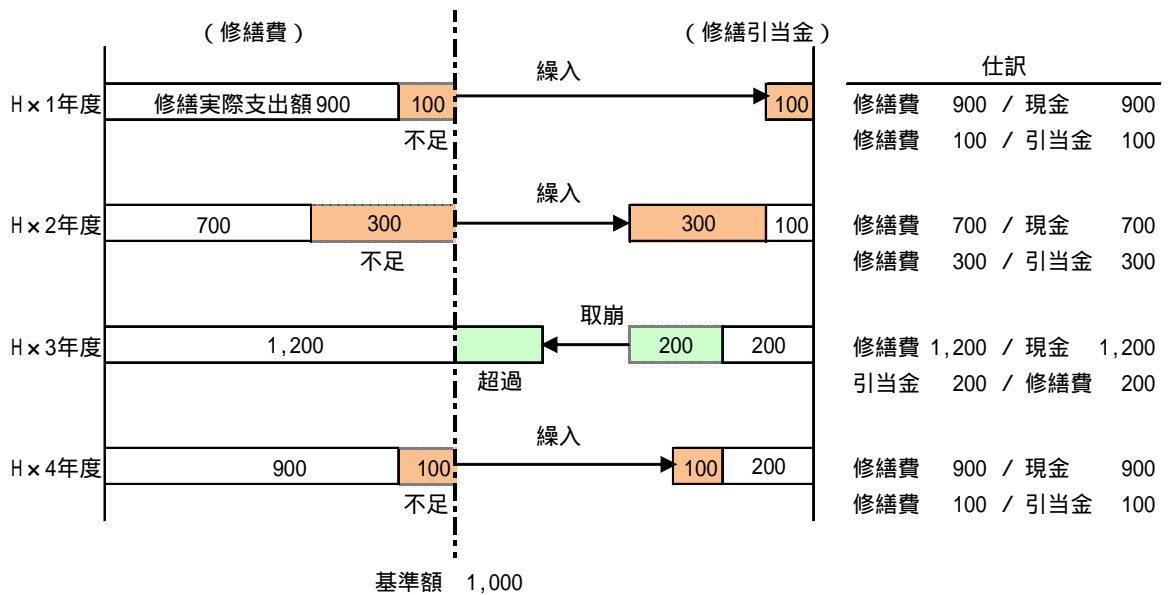 (修繕費)
(修繕引当金)
仕訳
H×1年度
修繕実際支出額 900
100
不足
繰入
100
修繕費 900 / 現金 900
修繕費 100 / 引当金 100
H×2年度
700
300
不足
繰入
300
100
修繕費 700 / 現金 700
修繕費 300 / 引当金 300
H×3年度
1,200
超過
取崩
200
200
修繕費 1,200 / 現金 1,200
引当金 200 / 修繕費 200
H×4年度
900
100
不足
繰入
100
200
修繕費 900 / 現金 900
修繕費 100 / 引当金 100
基準額 1,000